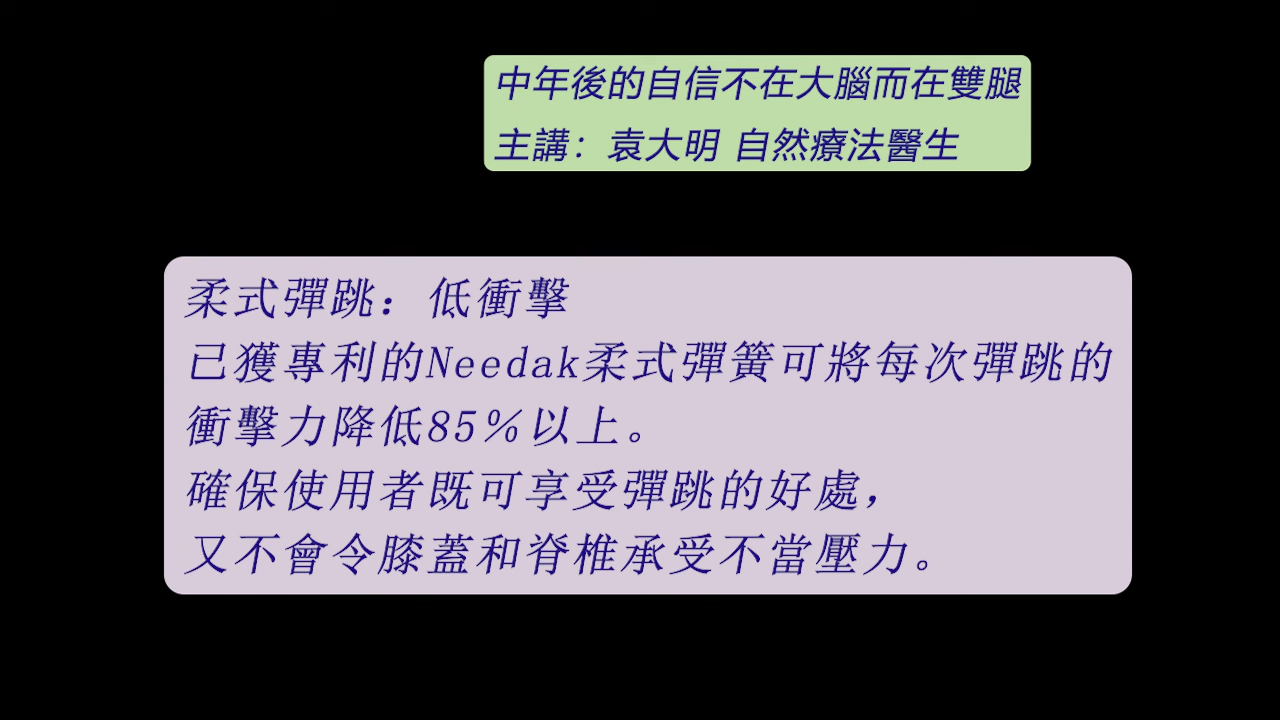 中年後的自信不在大腦而在雙腿
主講：袁大明 自然療法醫生
柔式彈跳：低衝擊
已獲專利的Needak柔式彈簧可將每次彈跳的
衝擊力降低85%以上。
確保使用者既可享受彈跳的好處，
又不會令膝蓋和脊椎承受不當壓力。